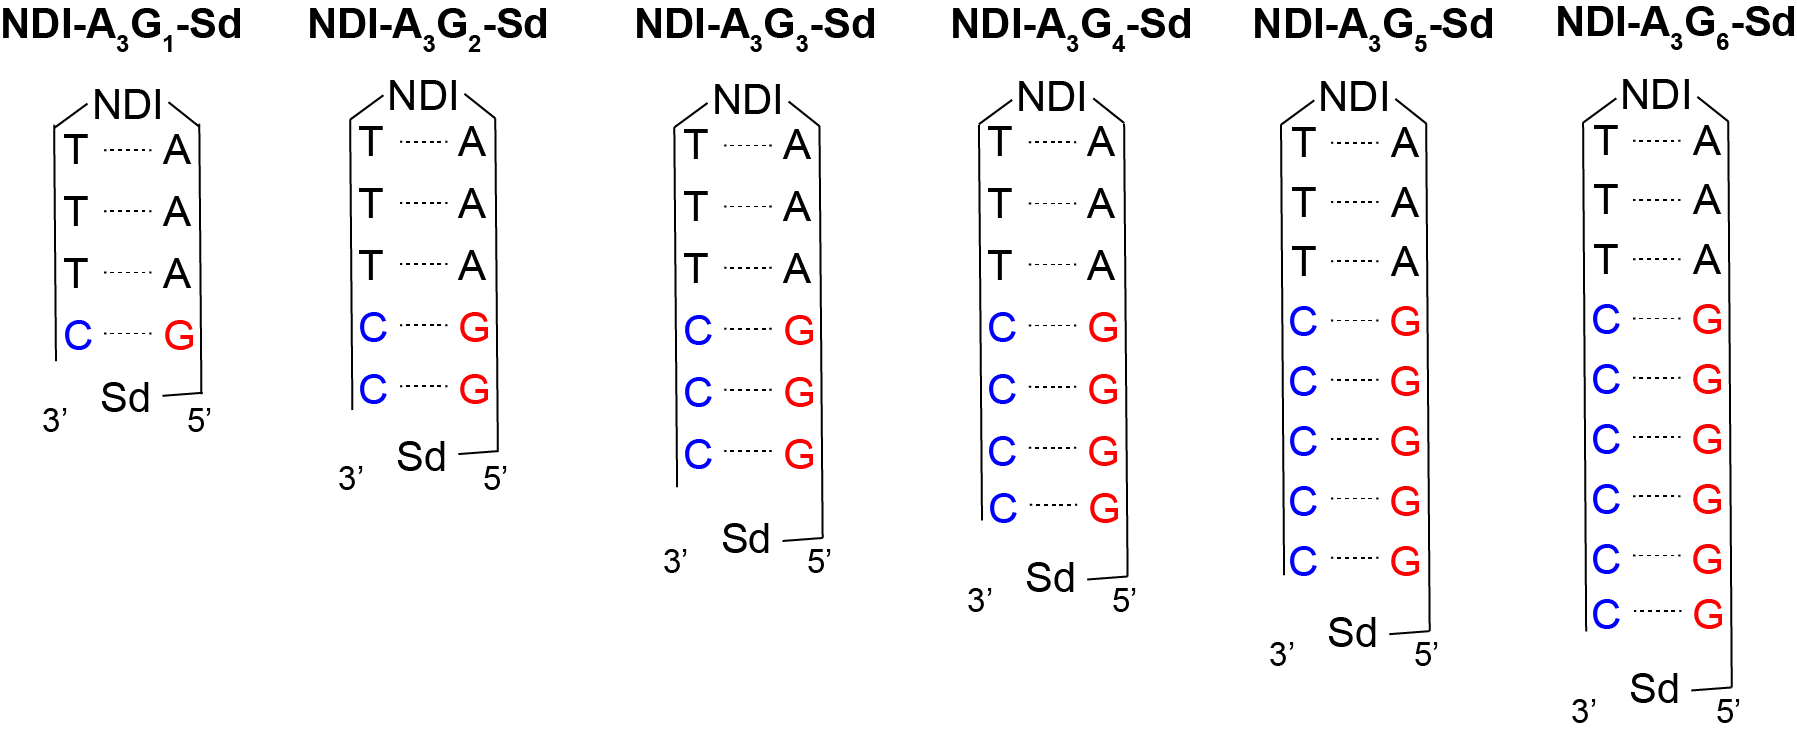 NDI-A₃G₁-Sd NDI-A₃G₂-Sd NDI-A₃G₃-Sd NDI-A₃G₄-Sd NDI-A₃G₅-Sd NDI-A₃G₆-Sd
NDI NDI NDI NDI NDI NDI
T A T A T A T A T A T A
T A T A T A T A T A T A
T A T A T A T A T A T A
C G C G C G C G C G C G
C G C G C G C G C G
C G C G C G C G
C G C G C G
C G C G
C G
Sd Sd Sd Sd Sd Sd
3’ 5’ 3’ 5’ 3’ 5’ 3’ 5’ 3’ 5’ 3’ 5’